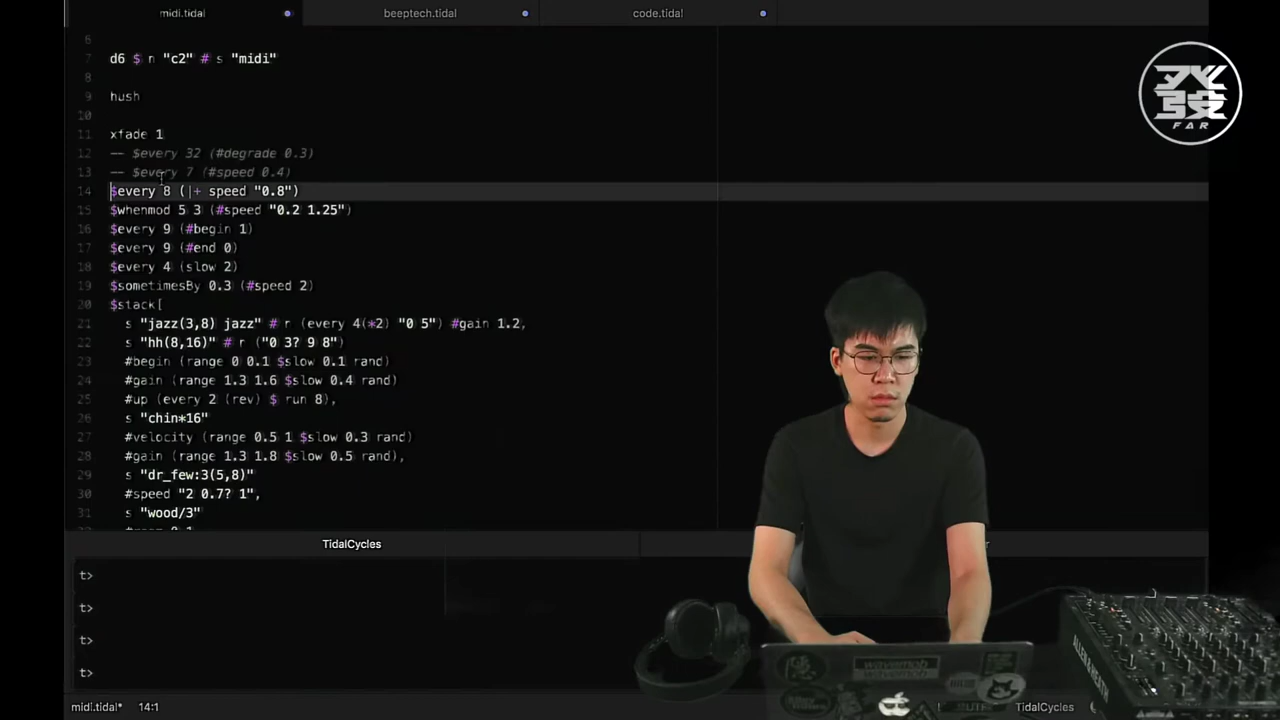 midi.tidal
beeptech.tidal
code.tidal
6
7 d6 $ n "c2" # s "midi"
8
9 hush
10
11 xfade 1
12 -- $every 32 (#degrade 0.3)
13 -- $every 7 (#speed 0.4)
14 $every 8 (|+ speed "0.8")
15 $whenmod 5 3 (#speed "0.2 1.25")
16 $every 9 (#begin 1)
17 $every 9 (#end 0)
18 $every 4 (slow 2)
19 $sometimesBy 0.3 (#speed 2)
20 $stack[
21 s "jazz(3,8) jazz" # n (every 4(*2) "0 5") #gain 1.2,
22 s "hh(8,16)" # n ("0 3? 9 8")
23 #begin (range 0 0.1 $slow 0.1 rand)
24 #gain (range 1.3 1.6 $slow 0.4 rand)
25 #up (every 2 (rev) $ run 8),
26 s "chin*16"
27 #velocity (range 0.5 1 $slow 0.3 rand)
28 #gain (range 1.3 1.8 $slow 0.5 rand),
29 s "dr_few:3(5,8)"
30 #speed "2 0.7? 1",
31 s "wood/3"
發
FAR
TidalCycles
t>
t>
t>
t>
wavemob
wavemob
ALLEN&HEATH
midi.tidal* 14:1
TidalCycles